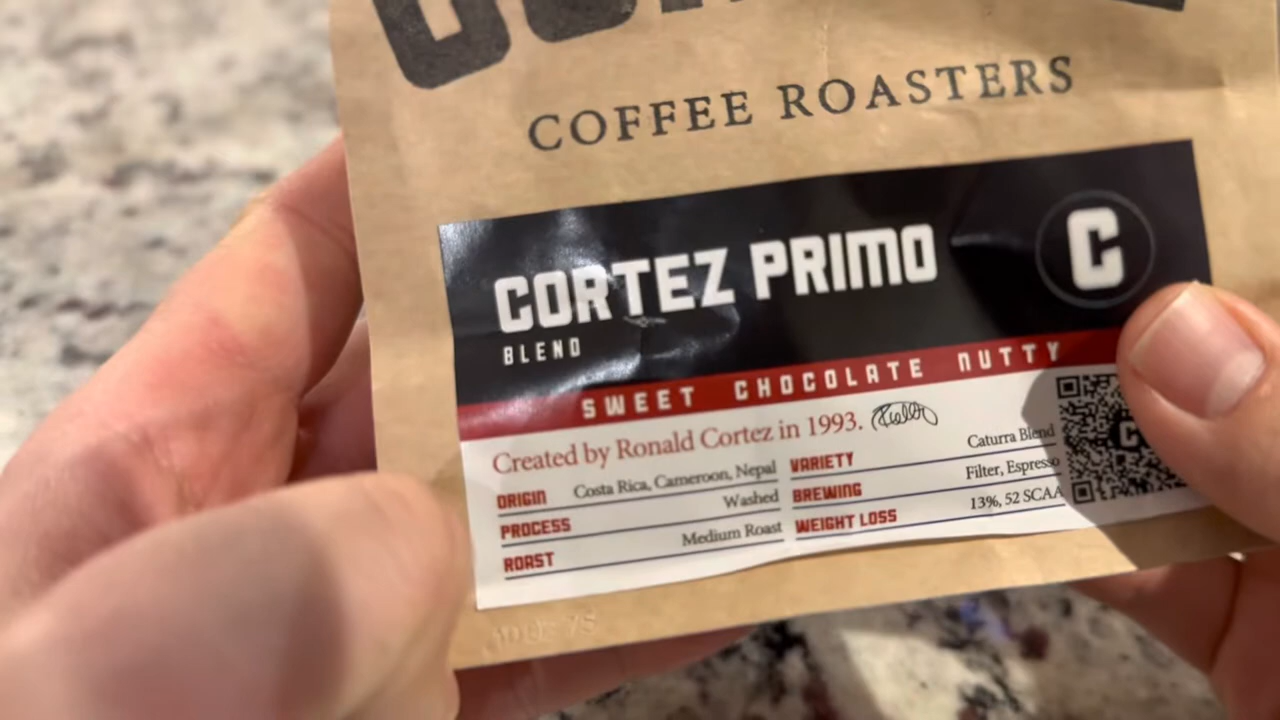 COFFEE ROASTERS
CORTEZ PRIMO
C
BLEND
SWEET CHOCOLATE NUTTY
Created by Ronald Cortez in 1993.
ORIGIN Costa Rica, Cameroon, Nepal
PROCESS Washed
ROAST Medium Roast
VARIETY Caturra Blend
BREWING Filter, Espresso
WEIGHT LOSS 13%, 52 SCAA
C